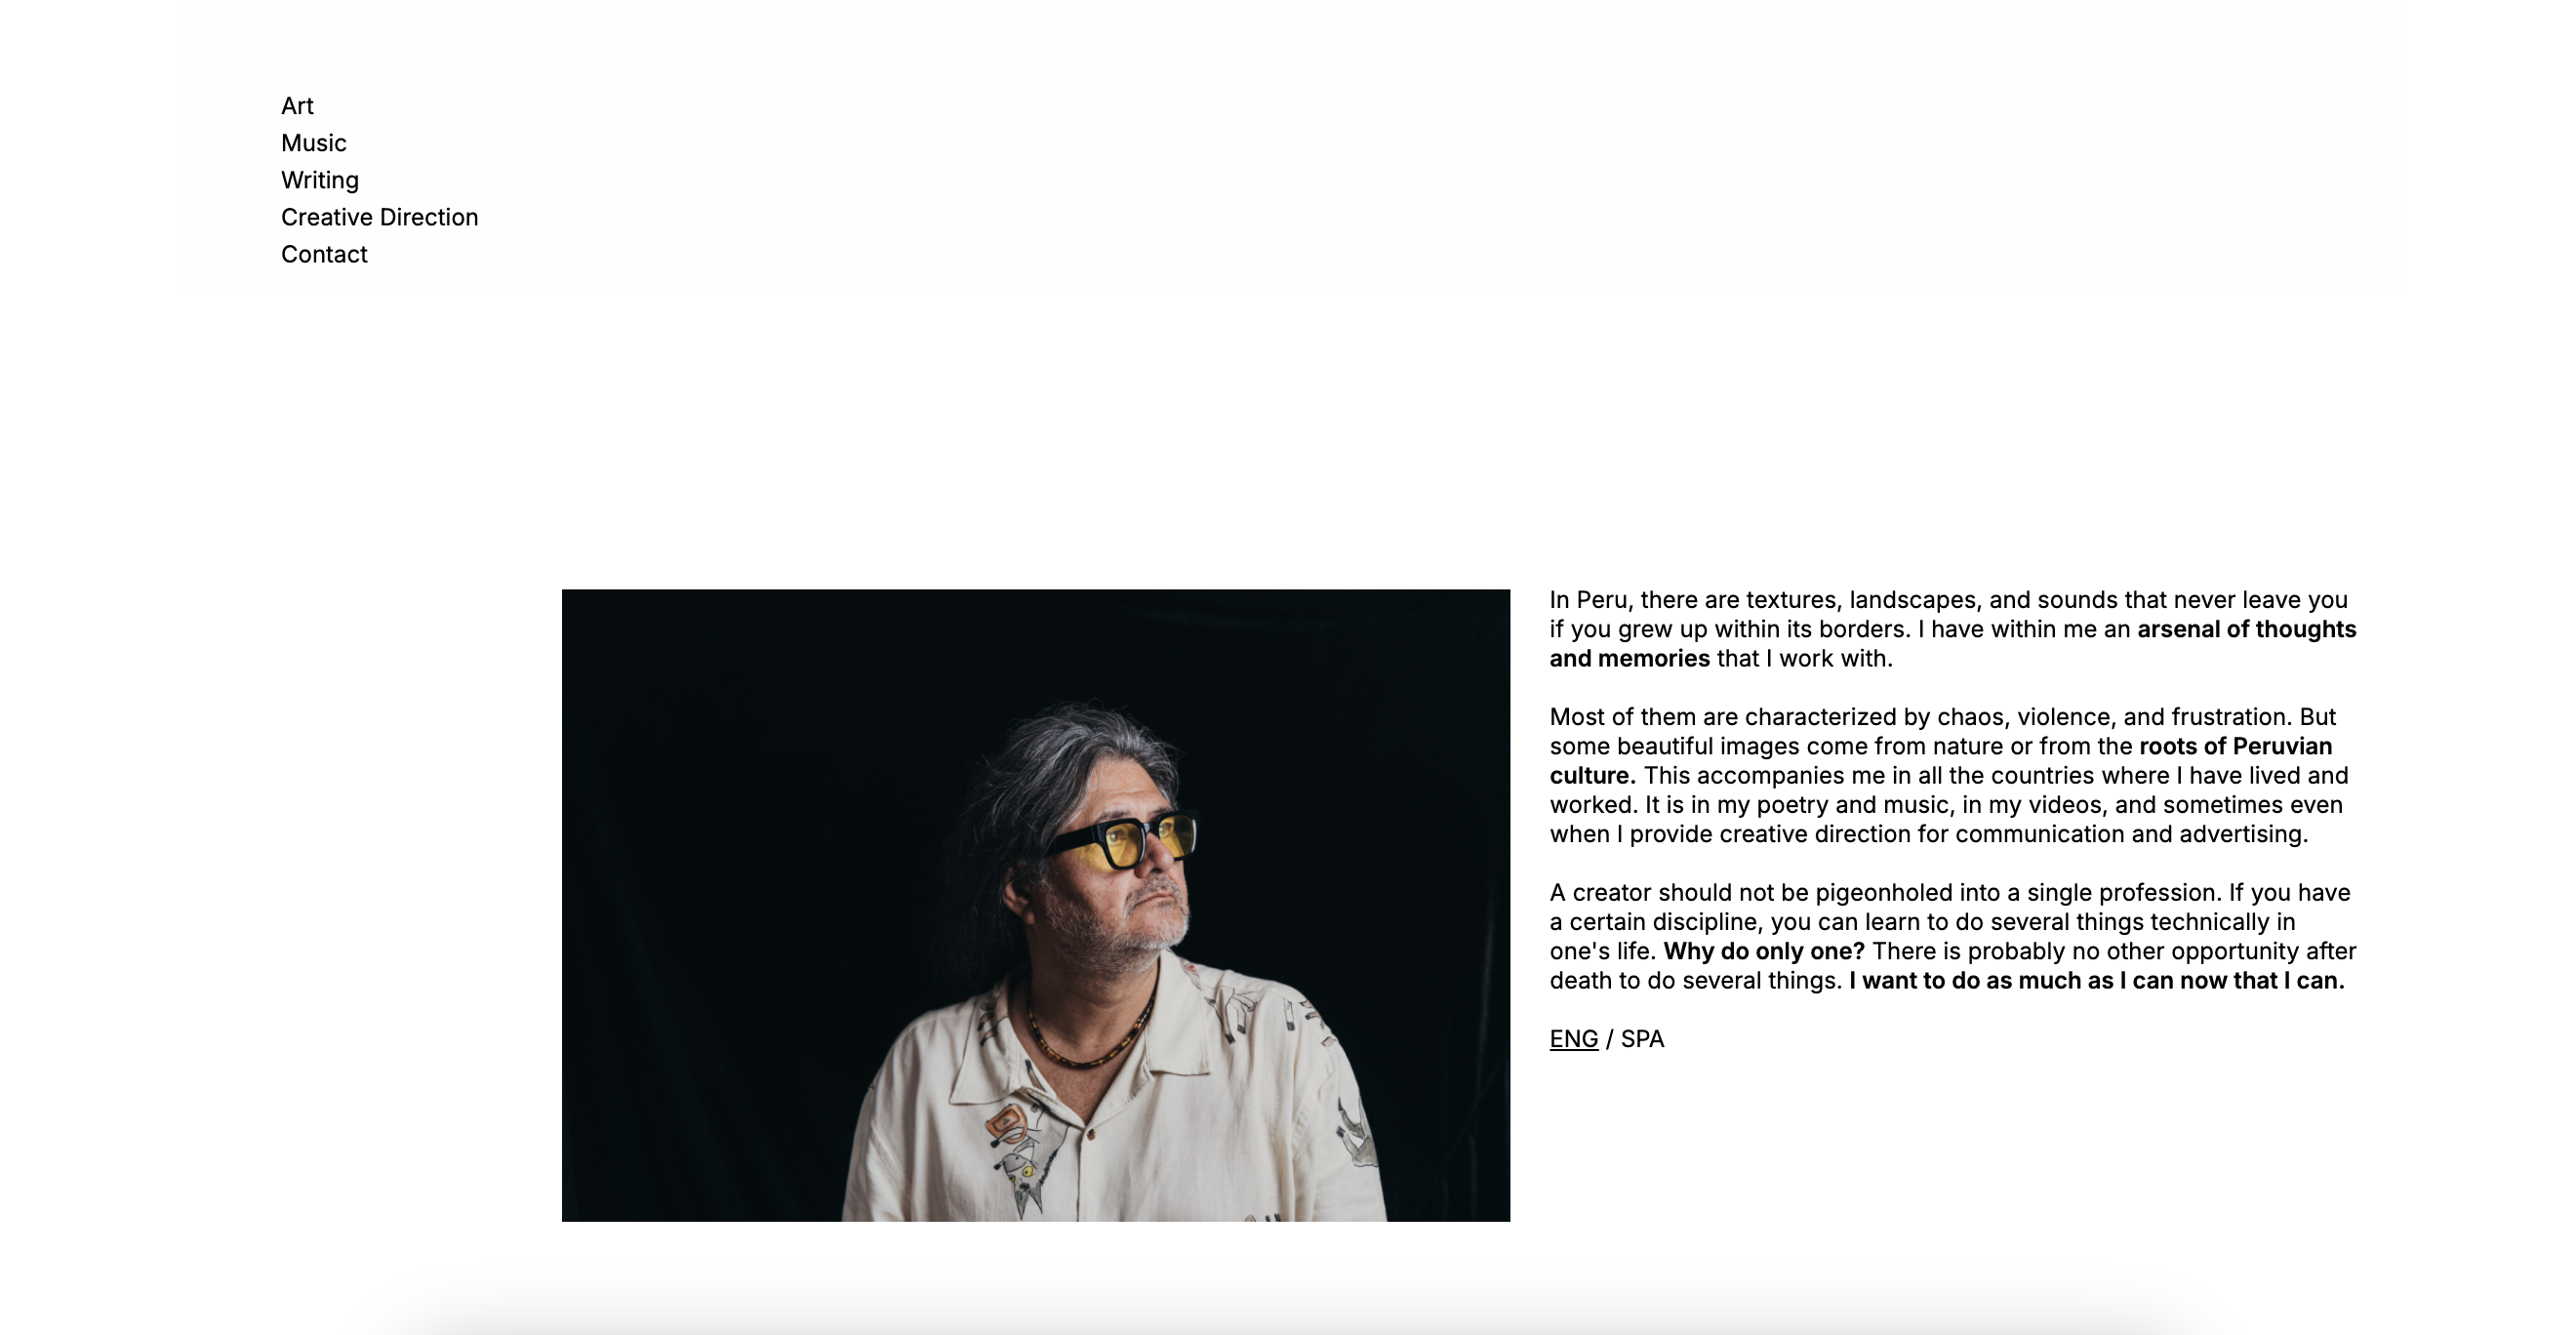 Art
Music
Writing
Creative Direction
Contact
In Peru, there are textures, landscapes, and sounds that never leave you
if you grew up within its borders. I have within me an arsenal of thoughts
and memories that I work with.
Most of them are characterized by chaos, violence, and frustration. But
some beautiful images come from nature or from the roots of Peruvian
culture. This accompanies me in all the countries where I have lived and
worked. It is in my poetry and music, in my videos, and sometimes even
when I provide creative direction for communication and advertising.
A creator should not be pigeonholed into a single profession. If you have
a certain discipline, you can learn to do several things technically in
one's life. Why do only one? There is probably no other opportunity after
death to do several things. I want to do as much as I can now that I can.
ENG / SPA